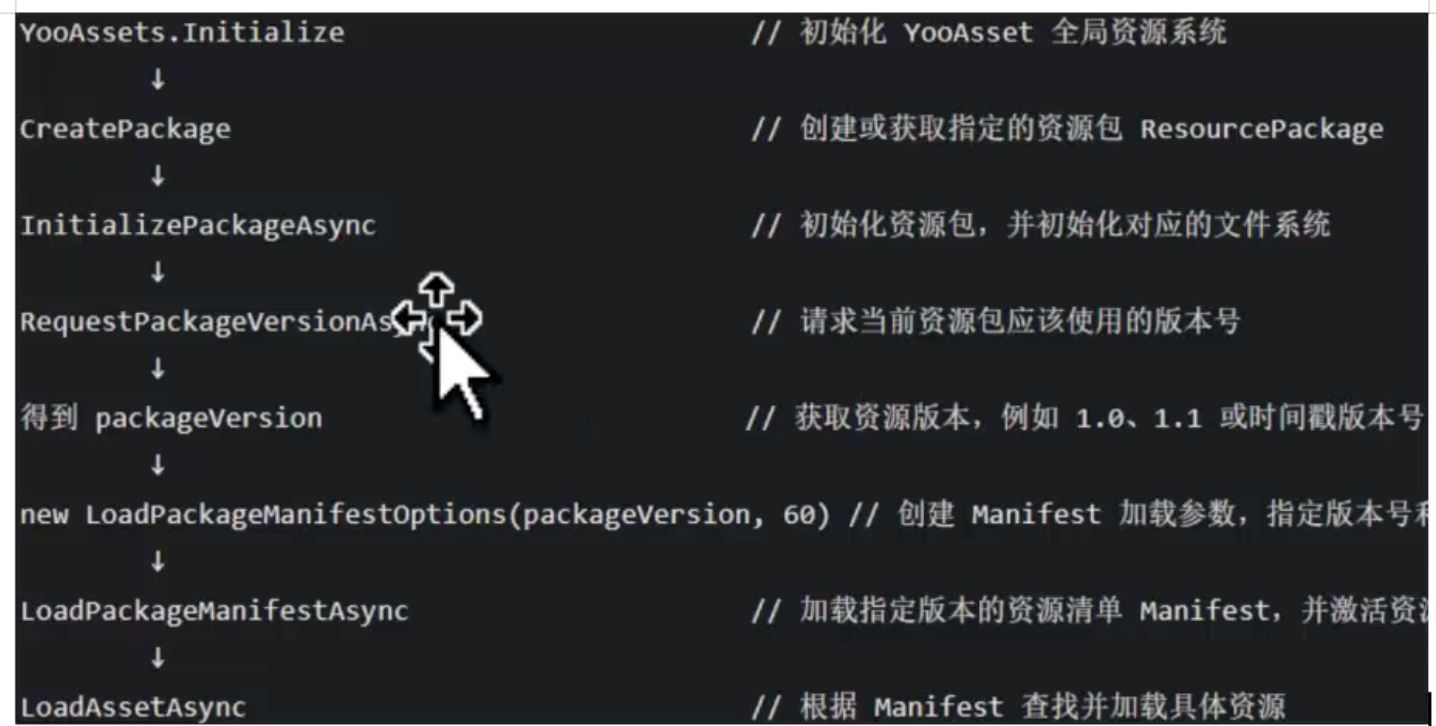 YooAssets.Initialize // 初始化 YooAsset 全局资源系统
↓
CreatePackage // 创建或获取指定的资源包 ResourcePackage
↓
InitializePackageAsync // 初始化资源包，并初始化对应的文件系统
↓
// 请求当前资源包应该使用的版本号
↓
得到 packageVersion // 获取资源版本，例如 1.0、1.1 或时间戳版本号
↓
new LoadPackageManifestOptions(packageVersion, 60) // 创建 Manifest 加载参数，指定版本号
↓
LoadPackageManifestAsync // 加载指定版本的资源清单 Manifest，并激活资
↓
LoadAssetAsync // 根据 Manifest 查找并加载具体资源